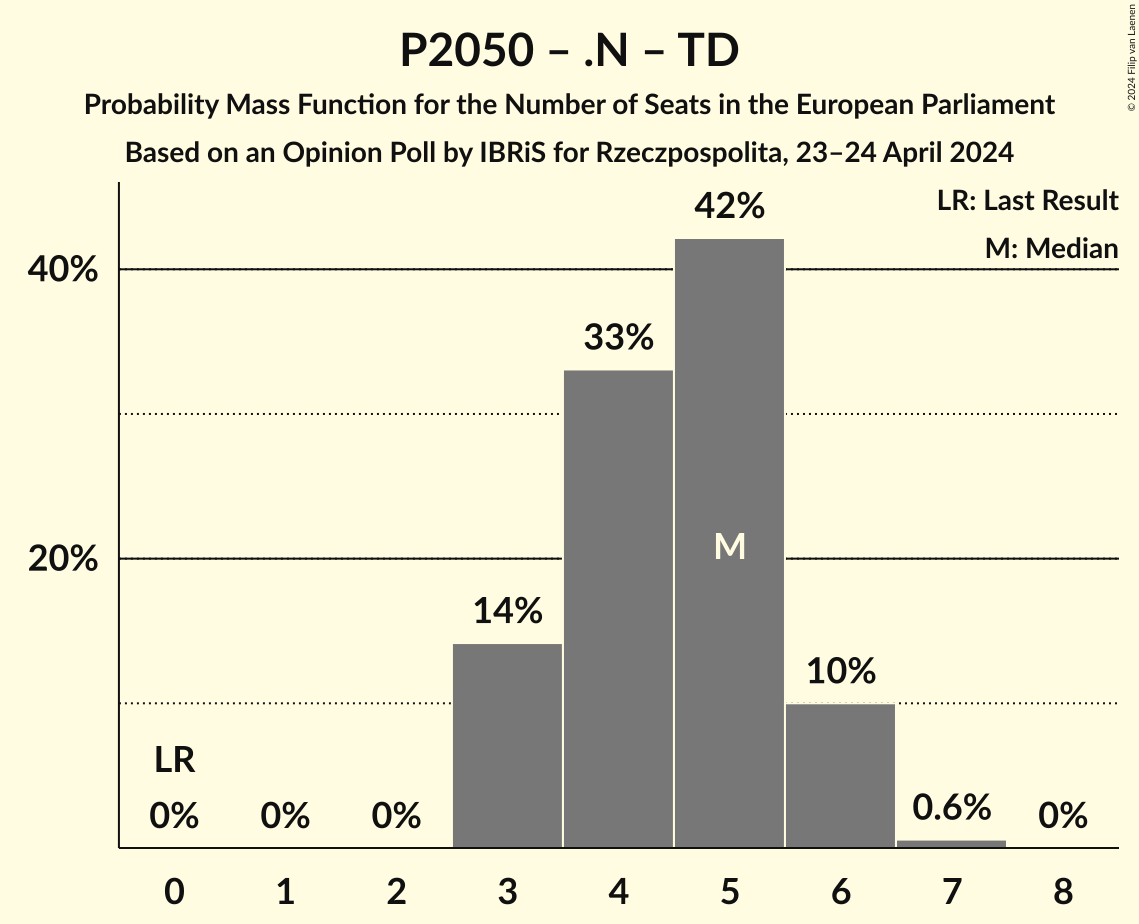 P2050 – .N – TD
Probability Mass Function for the Number of Seats in the European Parliament
Based on an Opinion Poll by IBRiS for Rzeczpospolita, 23–24 April 2024
© 2024 Filip van Laenen
LR: Last Result
M: Median
42%
40%
33%
20%
M
14%
10%
LR
0%
0%
0%
0.6%
0%
0 1 2 3 4 5 6 7 8